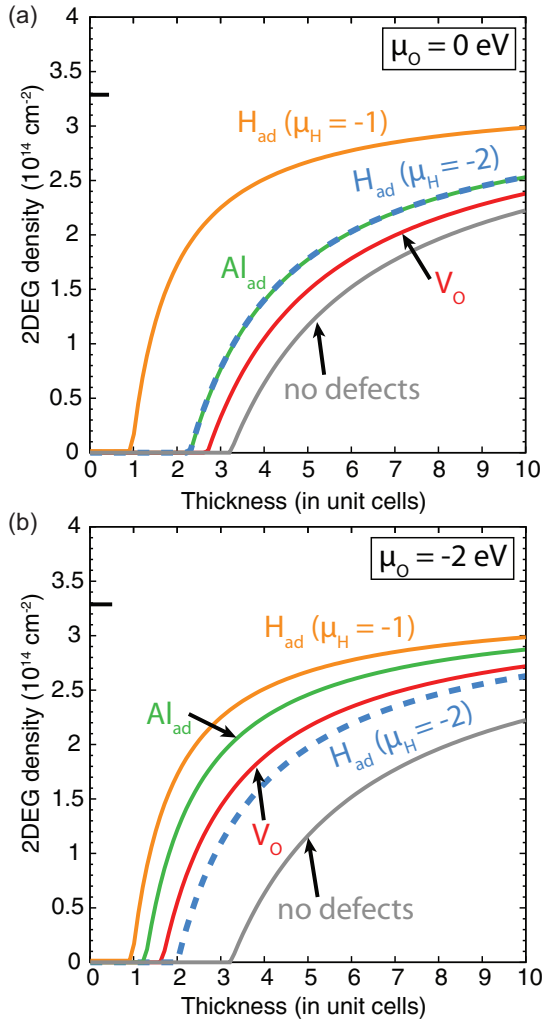 (a)
μO = 0 eV
4
3.5
3
2.5
2
1.5
1
0.5
0
2DEG density (10¹⁴ cm⁻²)
Had (μH = -1)
Had (μH = -2)
Alad
VO
no defects
0 1 2 3 4 5 6 7 8 9 10
Thickness (in unit cells)
(b)
μO = -2 eV
4
3.5
3
2.5
2
1.5
1
0.5
0
2DEG density (10¹⁴ cm⁻²)
Had (μH = -1)
Alad
Had (μH = -2)
VO
no defects
0 1 2 3 4 5 6 7 8 9 10
Thickness (in unit cells)